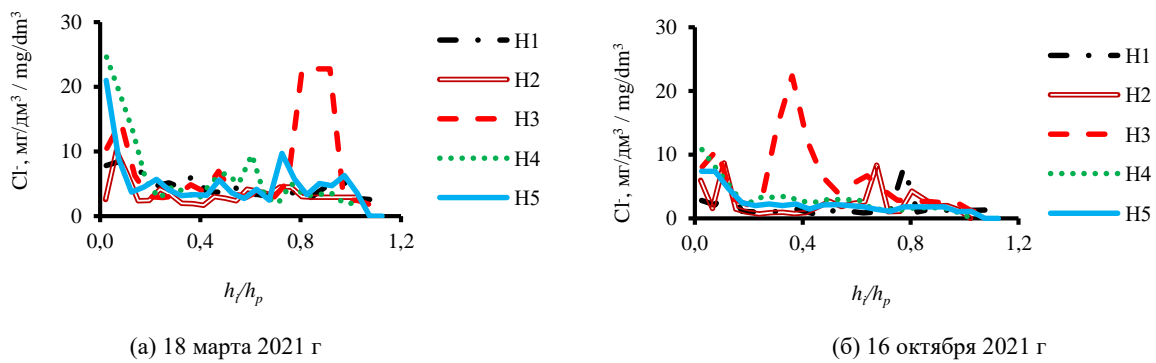 Cl⁻, мг/дм³ / mg/dm³
30
20
10
0
0,0 0,4 0,8 1,2
hᵢ/hₚ
H1
H2
H3
H4
H5
(а) 18 марта 2021 г
Cl⁻, мг/дм³ / mg/dm³
30
20
10
0
0,0 0,4 0,8 1,2
hᵢ/hₚ
H1
H2
H3
H4
H5
(б) 16 октября 2021 г